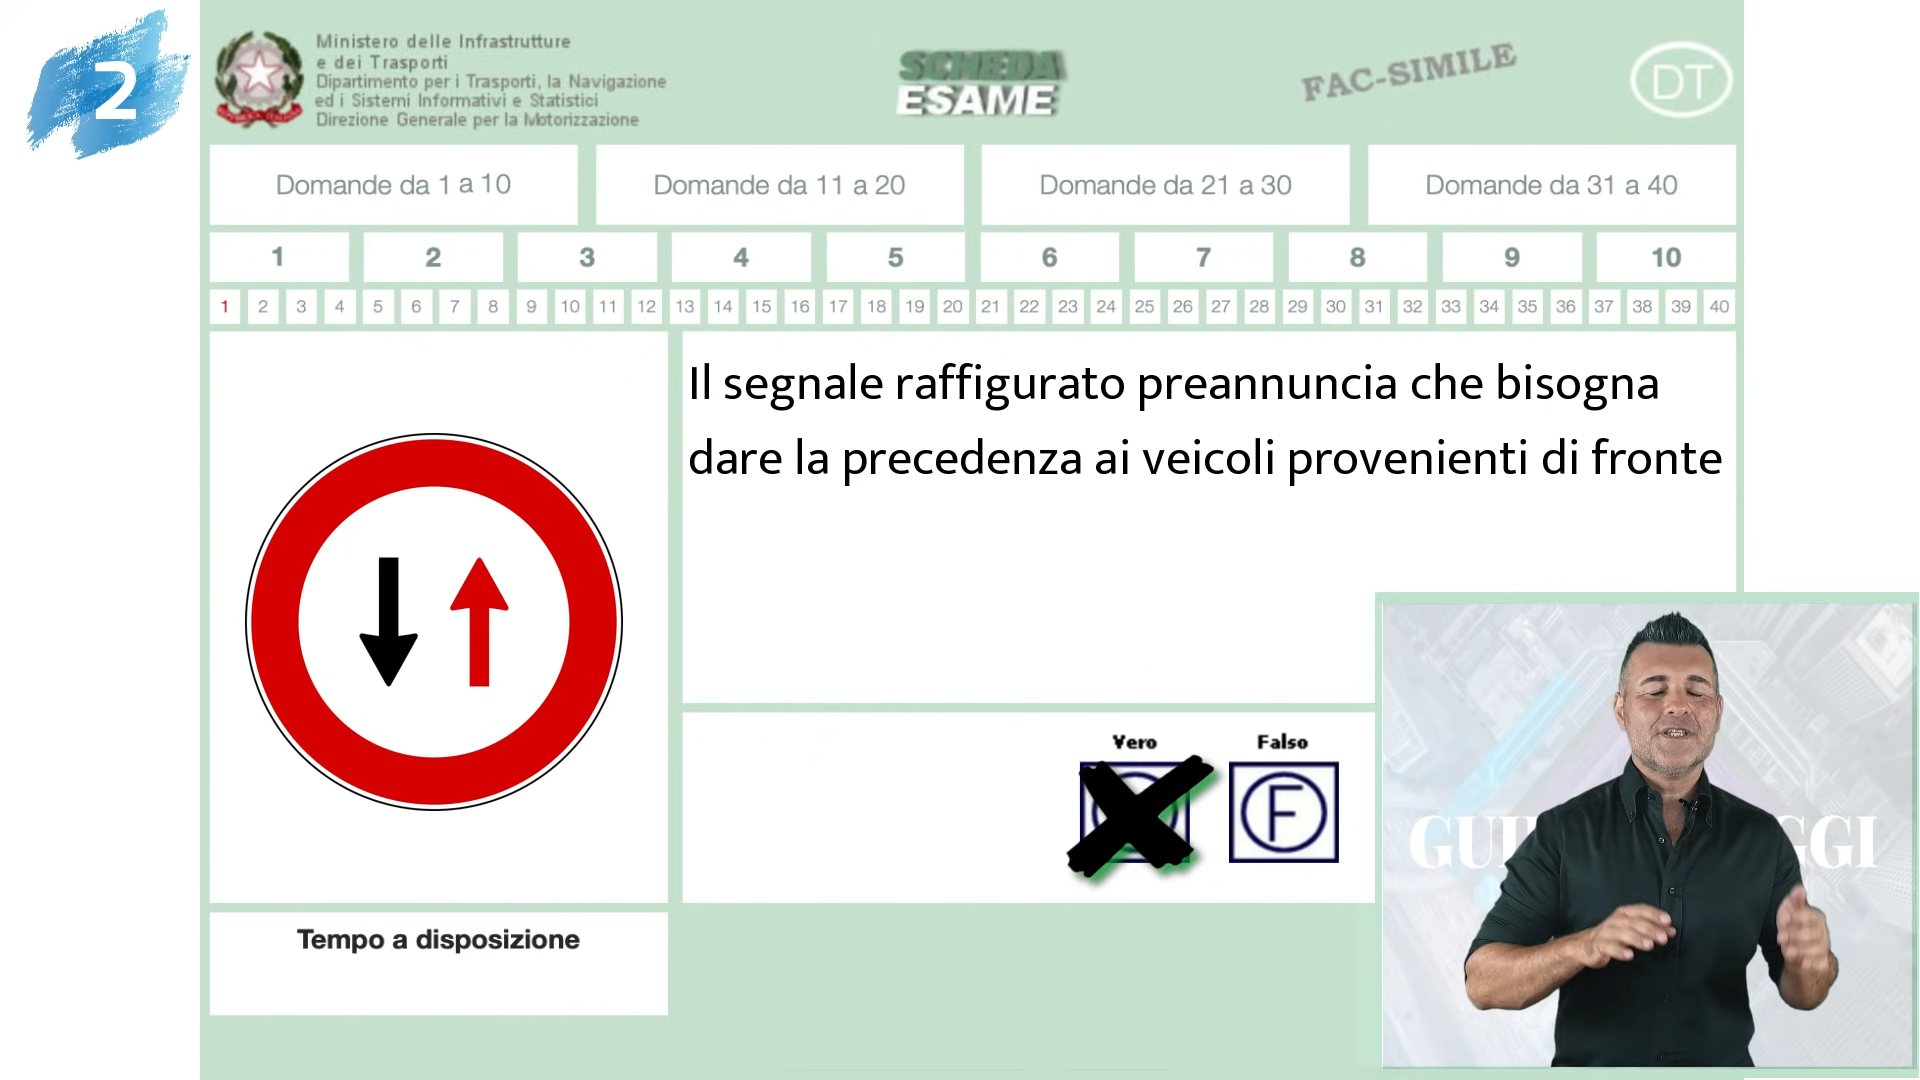 2
Ministero delle Infrastrutture
e dei Trasporti
Dipartimento per i Trasporti, la Navigazione
ed i Sistemi Informativi e Statistici
Direzione Generale per la Motorizzazione
SCHEDA
ESAME
FAC-SIMILE
DT
Domande da 1 a 10
Domande da 11 a 20
Domande da 21 a 30
Domande da 31 a 40
1 2 3 4 5 6 7 8 9 10
1 2 3 4 5 6 7 8 9 10 11 12 13 14 15 16 17 18 19 20 21 22 23 24 25 26 27 28 29 30 31 32 33 34 35 36 37 38 39 40
Il segnale raffigurato preannuncia che bisogna
dare la precedenza ai veicoli provenienti di fronte
Vero Falso
F
Tempo a disposizione